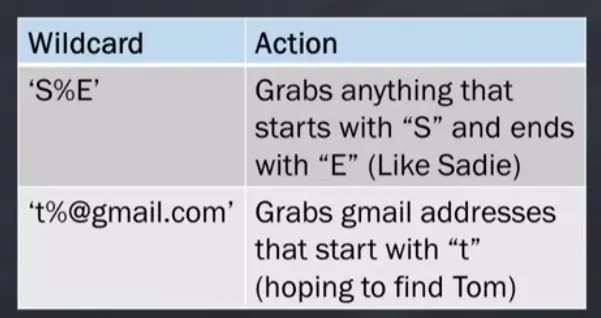 Wildcard Action
‘S%E’ Grabs anything that
starts with “S” and ends
with “E” (Like Sadie)
‘t%@gmail.com’ Grabs gmail addresses
that start with “t”
(hoping to find Tom)